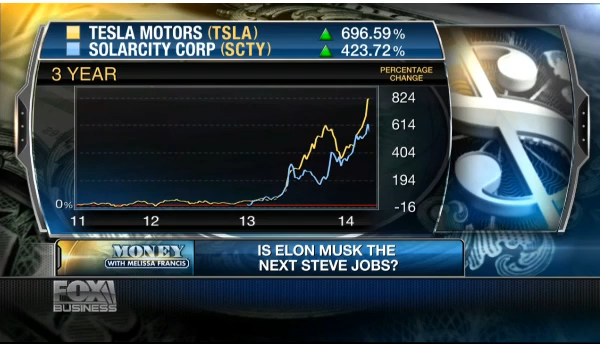 TESLA MOTORS (TSLA) ▲ 696.59%
SOLARCITY CORP (SCTY) ▲ 423.72%
3 YEAR
PERCENTAGE
CHANGE
824
614
404
194
0% -16
11 12 13 14
MONEY
WITH MELISSA FRANCIS
IS ELON MUSK THE
NEXT STEVE JOBS?
FOX
BUSINESS